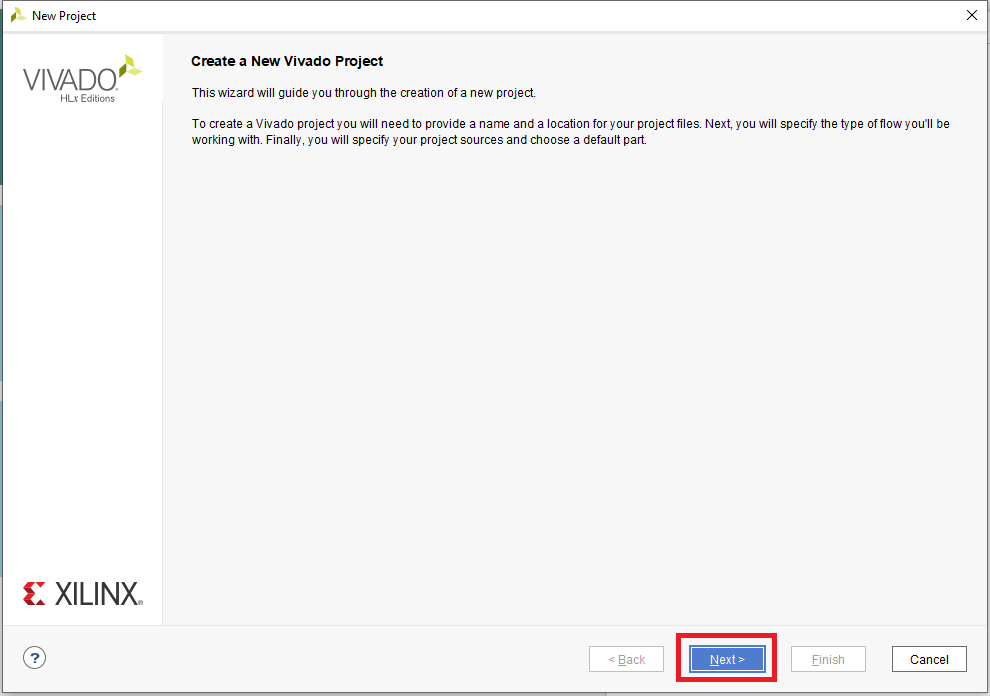 New Project
VIVADO.
HLx Editions
Create a New Vivado Project
This wizard will guide you through the creation of a new project.
To create a Vivado project you will need to provide a name and a location for your project files. Next, you will specify the type of flow you'll be
working with. Finally, you will specify your project sources and choose a default part.
XILINX®
?
< Back
Next >
Finish
Cancel